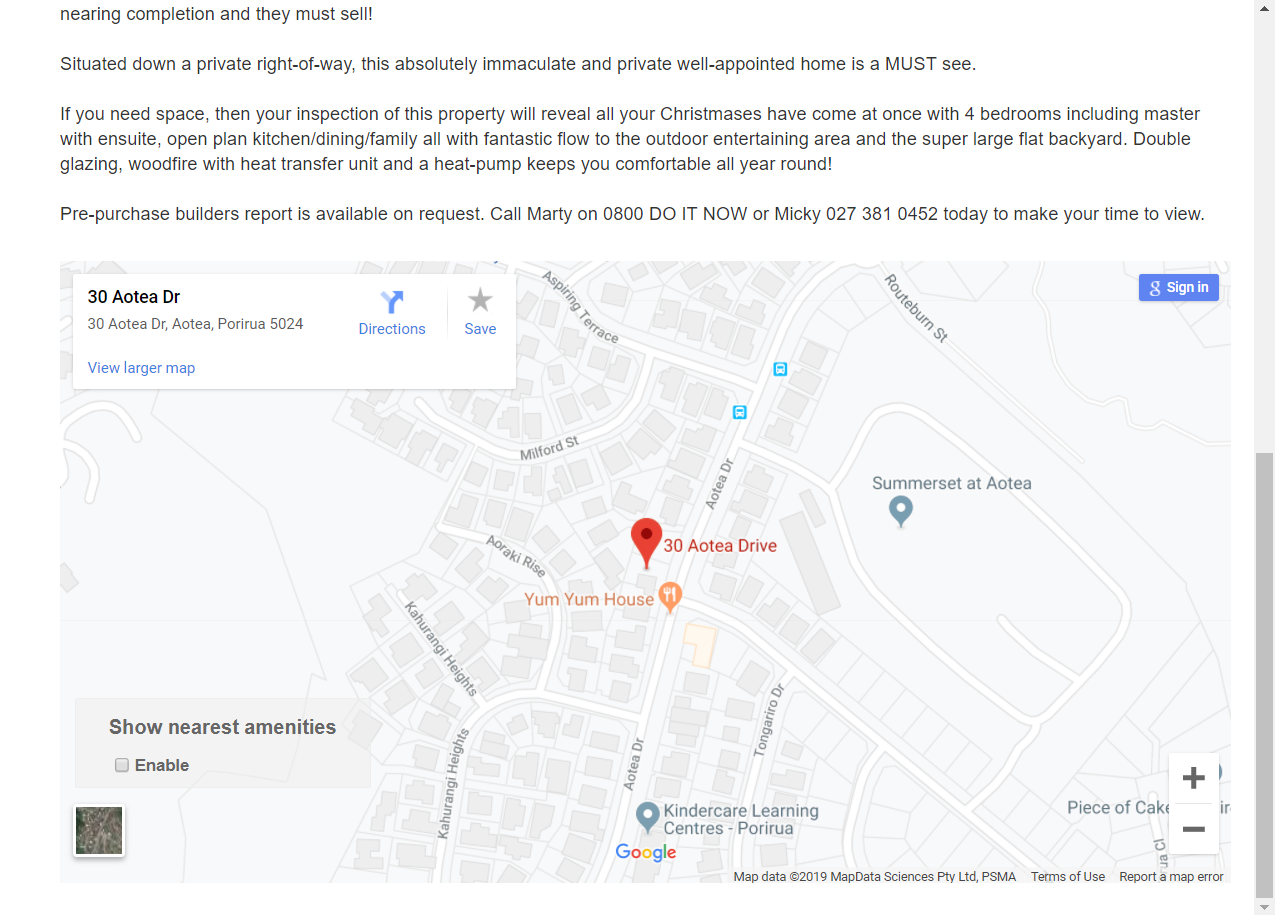 nearing completion and they must sell!
Situated down a private right-of-way, this absolutely immaculate and private well-appointed home is a MUST see.
If you need space, then your inspection of this property will reveal all your Christmases have come at once with 4 bedrooms including master
with ensuite, open plan kitchen/dining/family all with fantastic flow to the outdoor entertaining area and the super large flat backyard. Double
glazing, woodfire with heat transfer unit and a heat-pump keeps you comfortable all year round!
Pre-purchase builders report is available on request. Call Marty on 0800 DO IT NOW or Micky 027 381 0452 today to make your time to view.
30 Aotea Dr
30 Aotea Dr, Aotea, Porirua 5024
Directions
Save
View larger map
Sign in
Aspiring Terrace
Routeburn St
Milford St
Aotea Dr
Summerset at Aotea
30 Aotea Drive
Aoraki Rise
Yum Yum House
Kahurangi Heights
Tongariro Dr
Kahurangi Heights
Aotea Dr
Show nearest amenities
Enable
Kindercare Learning
Centres - Porirua
Piece of Cake
Google
Map data ©2019 MapData Sciences Pty Ltd, PSMA
Terms of Use
Report a map error